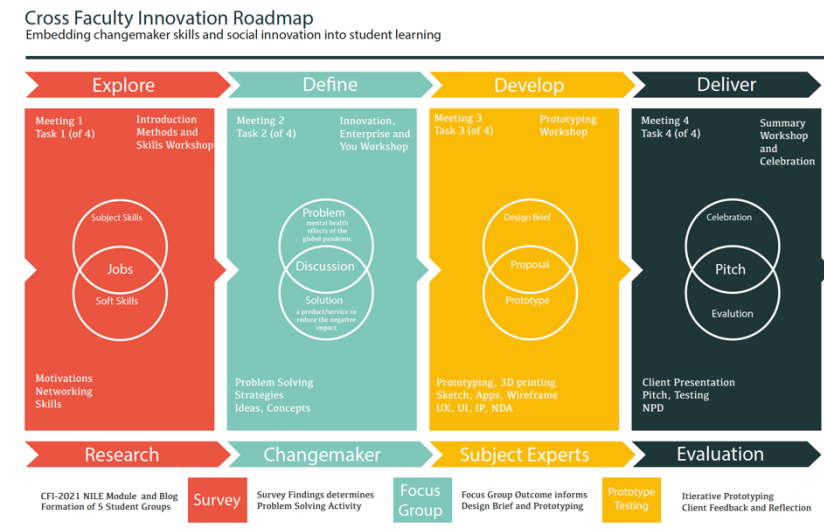 Cross Faculty Innovation Roadmap
Embedding changemaker skills and social innovation into student learning
Explore
Define
Develop
Deliver
Meeting 1
Task 1 (of 4)
Introduction
Methods and
Skills Workshop
Subject Skills
Jobs
Soft Skills
Motivations
Networking
Skills
Meeting 2
Task 2 (of 4)
Innovation,
Enterprise and
You Workshop
Problem
mental health
effects of the
global pandemic
Discussion
Solution
a product/service to
reduce the negative
impact
Problem Solving
Strategies
Ideas, Concepts
Meeting 3
Task 3 (of 4)
Prototyping
Workshop
Design Brief
Proposal
Prototype
Prototyping, 3D printing
Sketch, Apps, Wireframe
UX, UI, IP, NDA
Meeting 4
Task 4 (of 4)
Summary
Workshop
and
Celebration
Celebration
Pitch
Evalution
Client Presentation
Pitch, Testing
NPD
Research
Changemaker
Subject Experts
Evaluation
CFI-2021 NILE Module and Blog
Formation of 5 Student Groups
Survey
Survey Findings determines
Problem Solving Activity
Focus
Group
Focus Group Outcome informs
Design Brief and Prototyping
Prototype
Testing
Itierative Prototyping
Client Feedback and Reflection